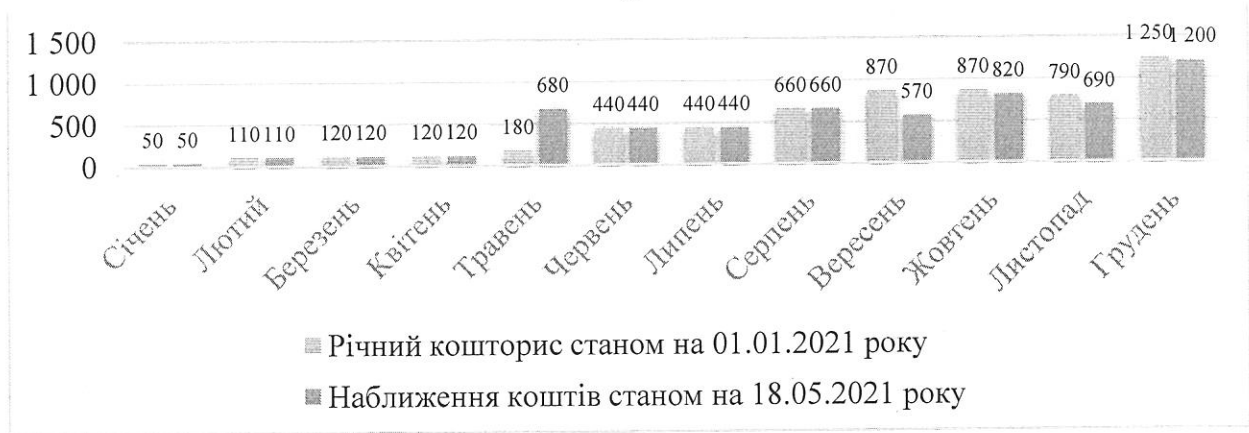 1 500
1 000
500
0
50 50 110 110 120 120 120 120 180 680 440 440 440 440 660 660 870 570 870 820 790 690 1 250 1 200
Січень Лютий Березень Квітень Травень Червень Липень Серпень Вересень Жовтень Листопад Грудень
Річний кошторис станом на 01.01.2021 року
Наближення коштів станом на 18.05.2021 року